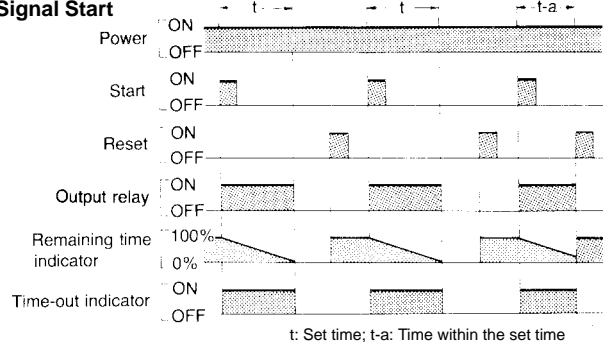 Signal Start
t t t-a
Power ON
OFF
Start ON
OFF
Reset ON
OFF
Output relay ON
OFF
Remaining time 100%
indicator 0%
Time-out indicator ON
OFF
t: Set time; t-a: Time within the set time